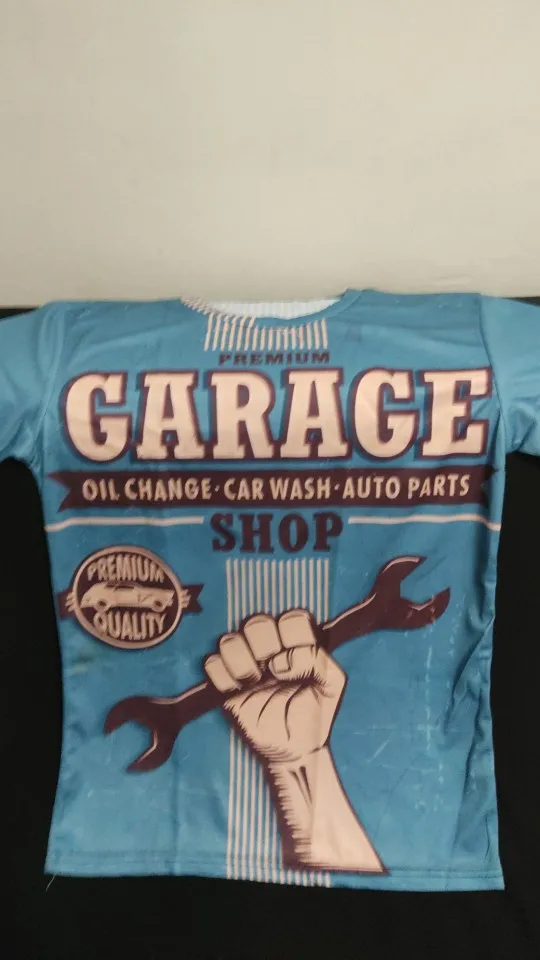 PREMIUM
GARAGE
OIL CHANGE · CAR WASH · AUTO PARTS
SHOP
PREMIUM
QUALITY